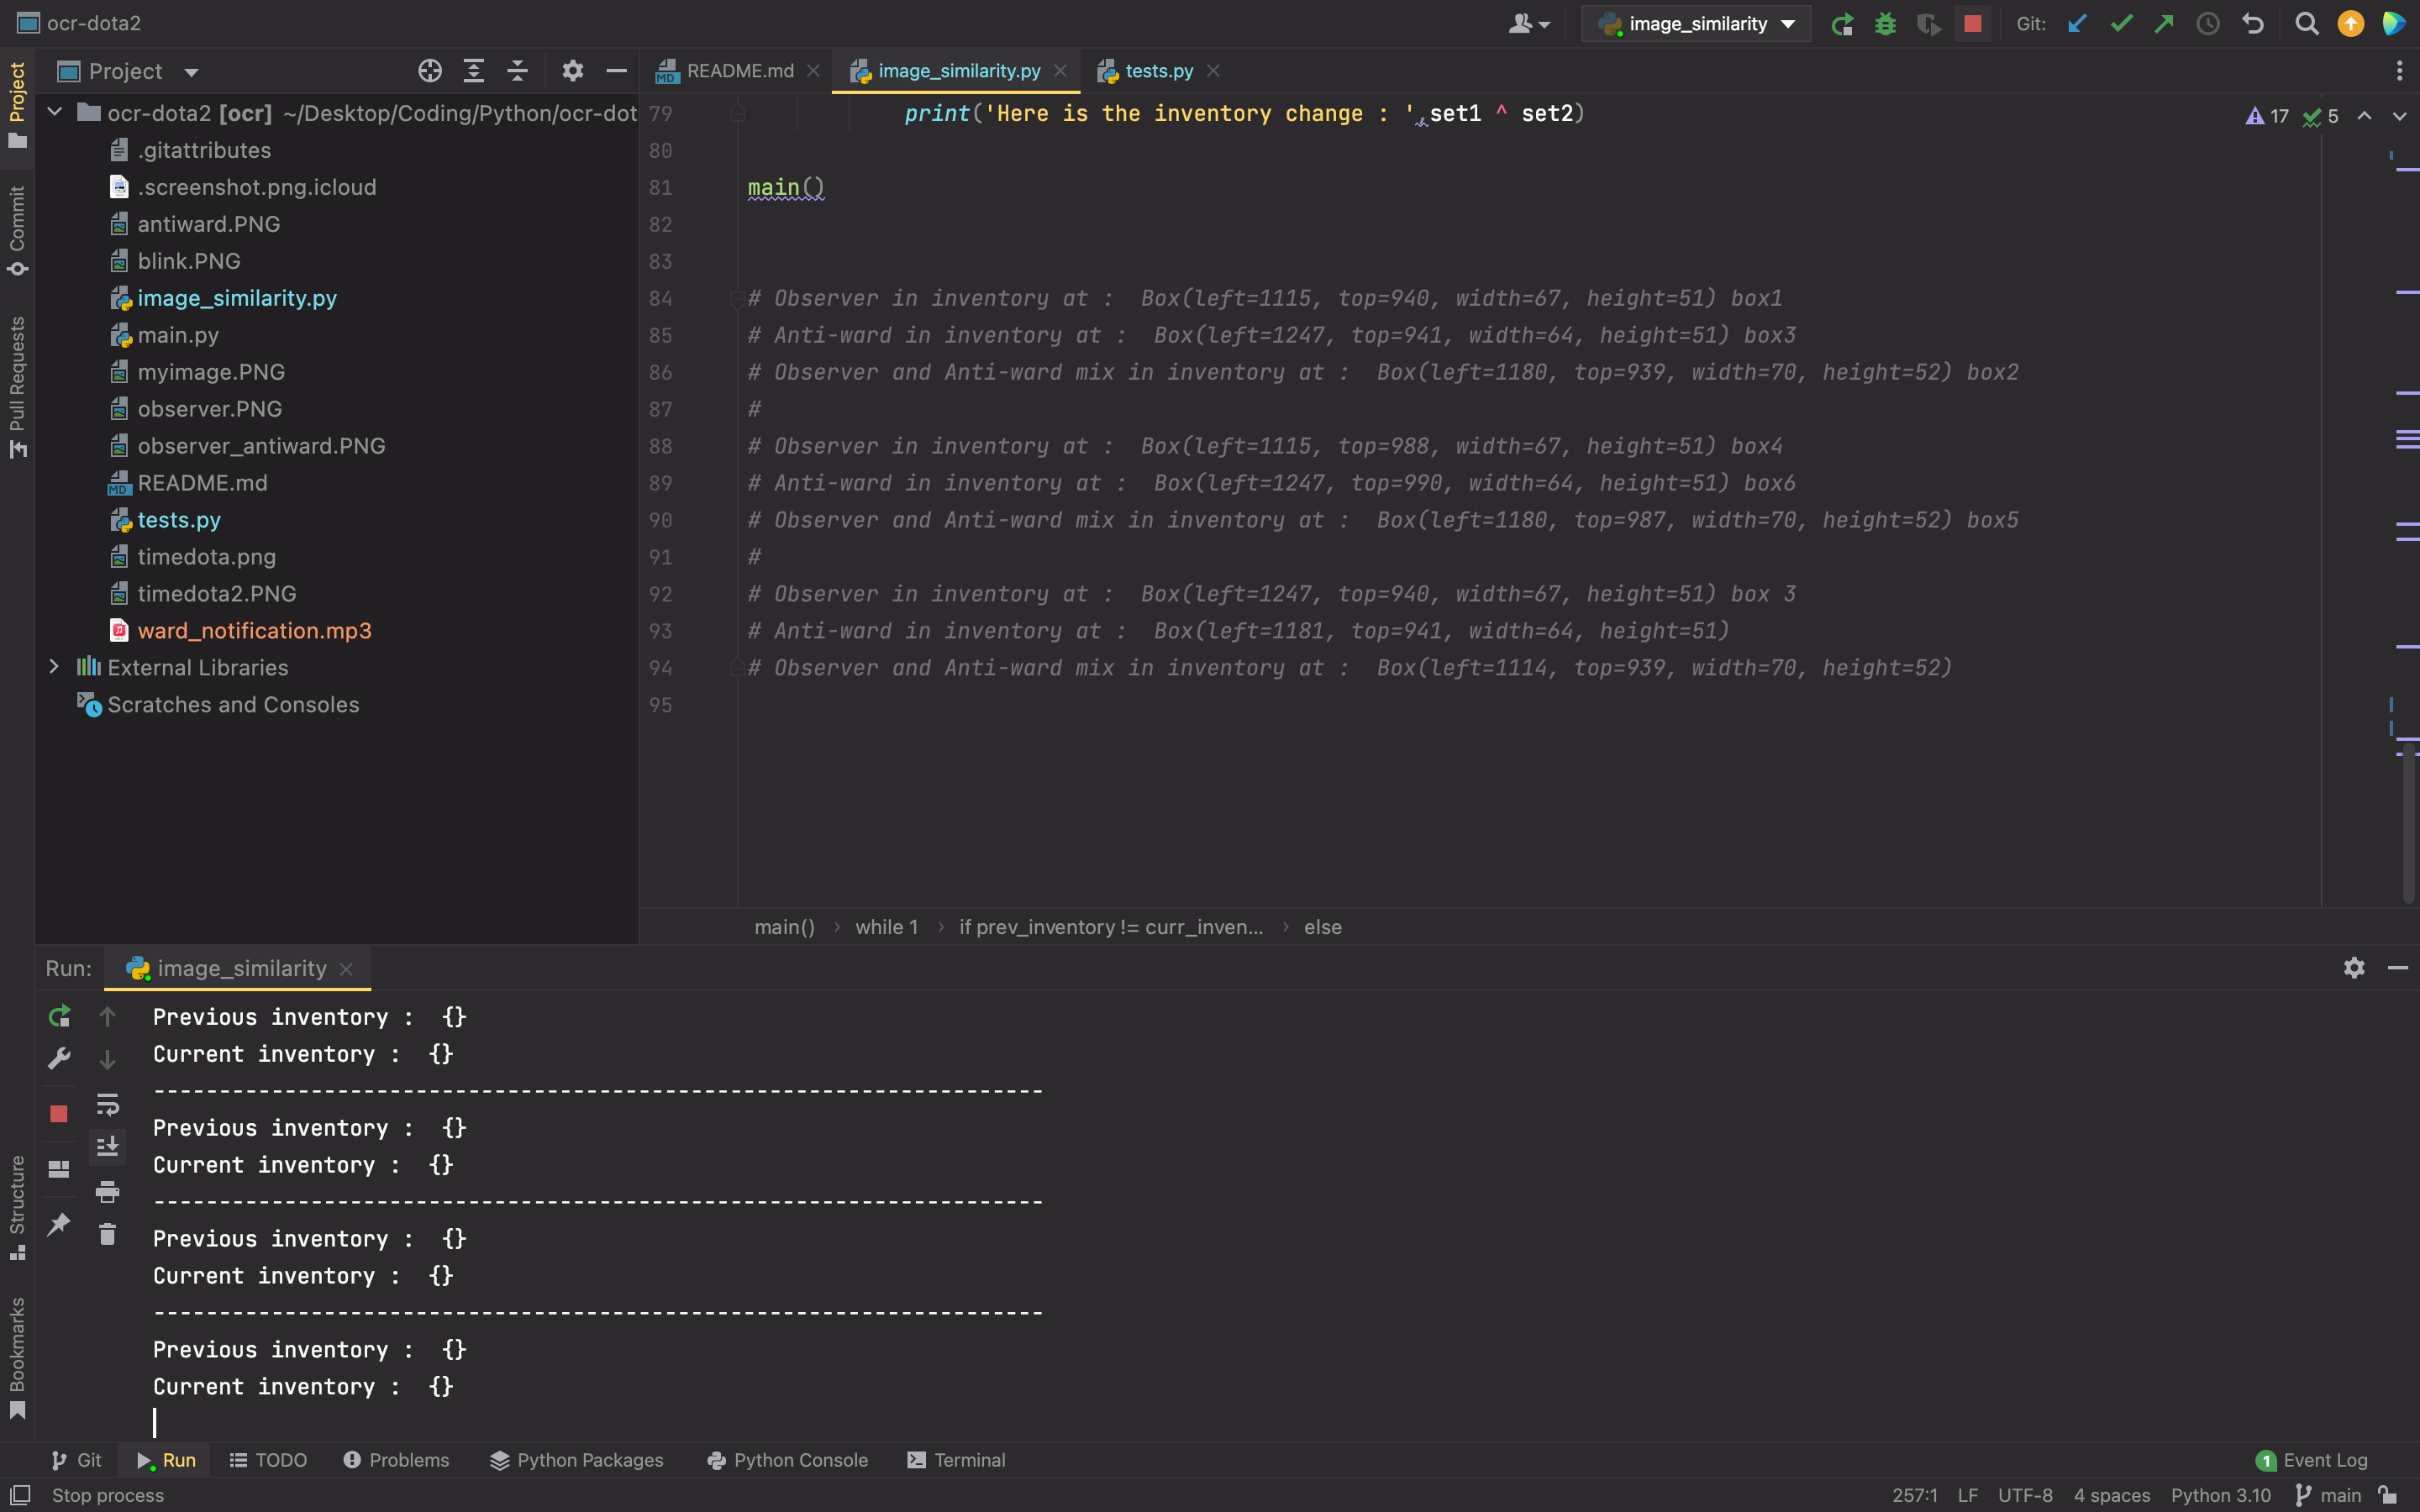 ocr-dota2
image_similarity
Git:
Project
README.md
image_similarity.py
tests.py
Project
Commit
Pull Requests
Structure
Bookmarks
ocr-dota2 [ocr] ~/Desktop/Coding/Python/ocr-dot
.gitattributes
.screenshot.png.icloud
antiward.PNG
blink.PNG
image_similarity.py
main.py
myimage.PNG
observer.PNG
observer_antiward.PNG
README.md
tests.py
timedota.png
timedota2.PNG
ward_notification.mp3
External Libraries
Scratches and Consoles
79 print('Here is the inventory change : ',set1 ^ set2)
17 5
80
81 main()
82
83
84 # Observer in inventory at :  Box(left=1115, top=940, width=67, height=51) box1
85 # Anti-ward in inventory at :  Box(left=1247, top=941, width=64, height=51) box3
86 # Observer and Anti-ward mix in inventory at :  Box(left=1180, top=939, width=70, height=52) box2
87 #
88 # Observer in inventory at :  Box(left=1115, top=988, width=67, height=51) box4
89 # Anti-ward in inventory at :  Box(left=1247, top=990, width=64, height=51) box6
90 # Observer and Anti-ward mix in inventory at :  Box(left=1180, top=987, width=70, height=52) box5
91 #
92 # Observer in inventory at :  Box(left=1247, top=940, width=67, height=51) box 3
93 # Anti-ward in inventory at :  Box(left=1181, top=941, width=64, height=51)
94 # Observer and Anti-ward mix in inventory at :  Box(left=1114, top=939, width=70, height=52)
95
main() › while 1 › if prev_inventory != curr_inven... › else
Run: image_similarity
Previous inventory :  {}
Current inventory :  {}
--------------------------------------------------------------------
Previous inventory :  {}
Current inventory :  {}
--------------------------------------------------------------------
Previous inventory :  {}
Current inventory :  {}
--------------------------------------------------------------------
Previous inventory :  {}
Current inventory :  {}
Git Run TODO Problems Python Packages Python Console Terminal 1 Event Log
Stop process 257:1 LF UTF-8 4 spaces Python 3.10 main